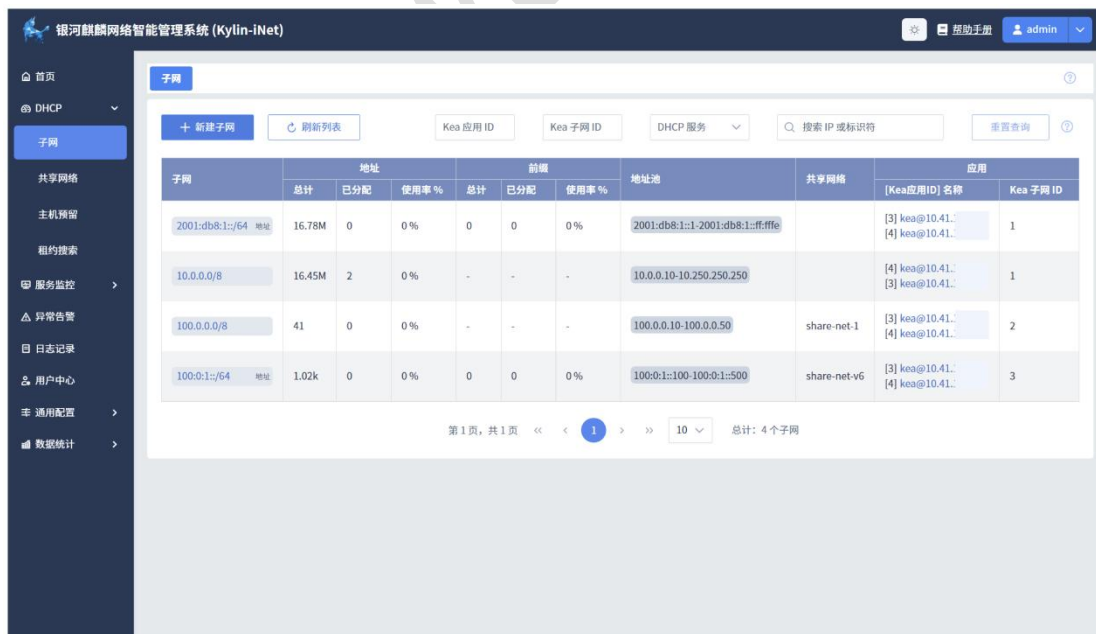 银河麒麟网络智能管理系统 (Kylin-iNet)
帮助手册
admin
首页
DHCP
子网
共享网络
主机预留
租约搜索
服务监控
异常告警
日志记录
用户中心
通用配置
数据统计
子网
+ 新建子网 刷新列表 Kea 应用 ID Kea 子网 ID DHCP 服务 搜索 IP 或标识符 重置查询
子网 地址 前缀 地址池 共享网络 应用
总计 已分配 使用率 % 总计 已分配 使用率 % [Kea应用ID] 名称 Kea 子网 ID
2001:db8:1::/64 地址 16.78M 0 0 % 0 0 0 % 2001:db8:1::1-2001:db8:1::ff:fffe [3] kea@10.41. 1
[4] kea@10.41.
10.0.0.0/8 16.45M 2 0 % - - - 10.0.0.10-10.250.250.250 [4] kea@10.41. 1
[3] kea@10.41.
100.0.0.0/8 41 0 0 % - - - 100.0.0.10-100.0.0.50 share-net-1 [3] kea@10.41. 2
[4] kea@10.41.
100:0:1::/64 地址 1.02k 0 0 % 0 0 0 % 100:0:1::100-100:0:1::500 share-net-v6 [3] kea@10.41. 3
[4] kea@10.41.
第 1 页，共 1 页 « ‹ 1 › » 10 总计：4 个子网